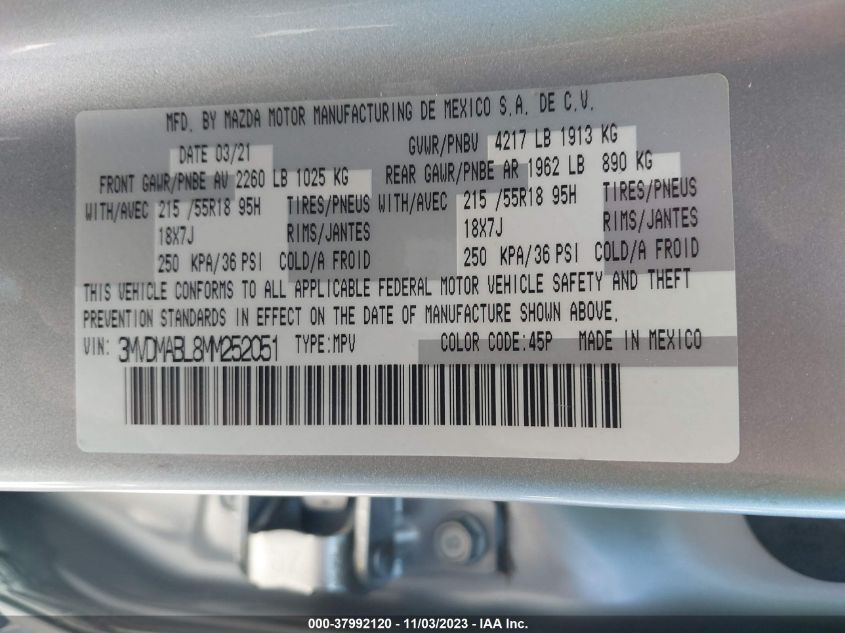 MFD. BY MAZDA MOTOR MANUFACTURING DE MEXICO S.A. DE C.V.
DATE 03/21 GVWR/PNBV 4217 LB 1913 KG
FRONT GAWR/PNBE AV 2260 LB 1025 KG REAR GAWR/PNBE AR 1962 LB 890 KG
WITH/AVEC 215 /55R18 95H TIRES/PNEUS WITH/AVEC 215 /55R18 95H TIRES/PNEUS
18X7J RIMS/JANTES 18X7J RIMS/JANTES
250 KPA/36 PSI COLD/A FROID 250 KPA/36 PSI COLD/A FROID
THIS VEHICLE CONFORMS TO ALL APPLICABLE FEDERAL MOTOR VEHICLE SAFETY AND THEFT
PREVENTION STANDARDS IN EFFECT ON THE DATE OF MANUFACTURE SHOWN ABOVE.
VIN: 3MVDMABL8MM252051 TYPE:MPV COLOR CODE:45P MADE IN MEXICO
000-37992120 - 11/03/2023 - IAA Inc.